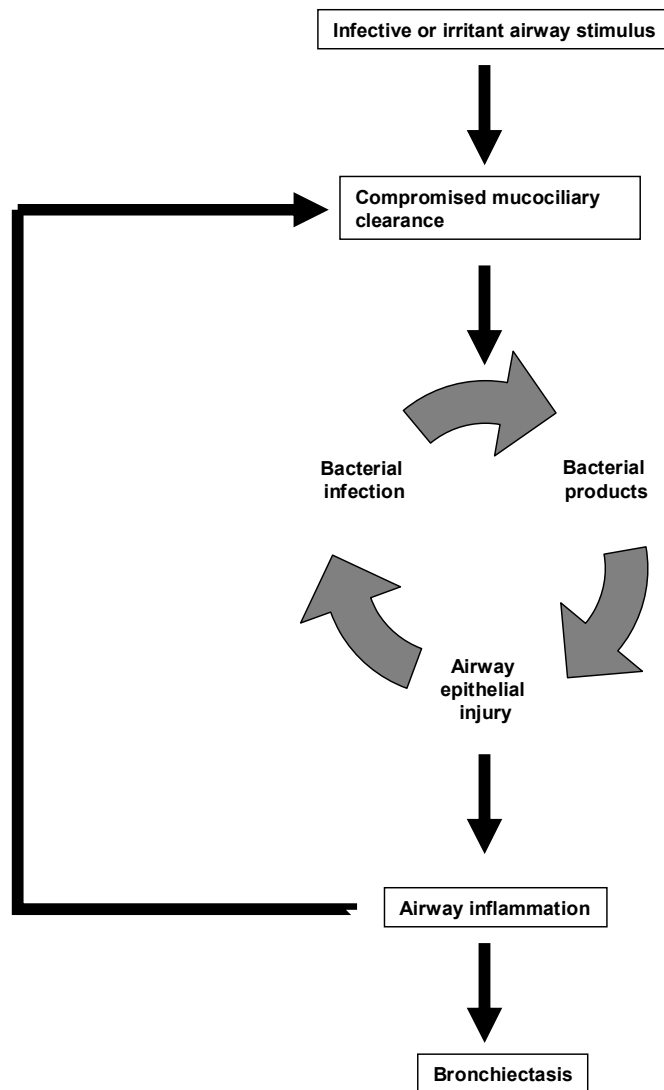 Infective or irritant airway stimulus
Compromised mucociliary
clearance
Bacterial
infection
Bacterial
products
Airway
epithelial
injury
Airway inflammation
Bronchiectasis